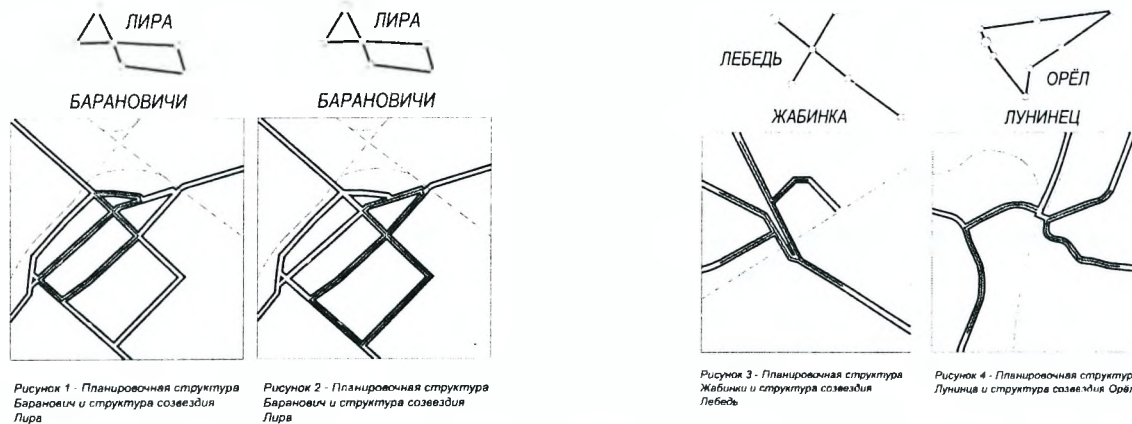 ЛИРА
БАРАНОВИЧИ
Рисунок 1 - Планировочная структура
Баранович и структура созвездия
Лира
ЛИРА
БАРАНОВИЧИ
Рисунок 2 - Планировочная структура
Баранович и структура созвездия
Лира
ЛЕБЕДЬ
ЖАБИНКА
Рисунок 3 - Планировочная структура
Жабинки и структура созвездия
Лебедь
ОРЁЛ
ЛУНИНЕЦ
Рисунок 4 - Планировочная структур
Лунинца и структура созвездия Орёл